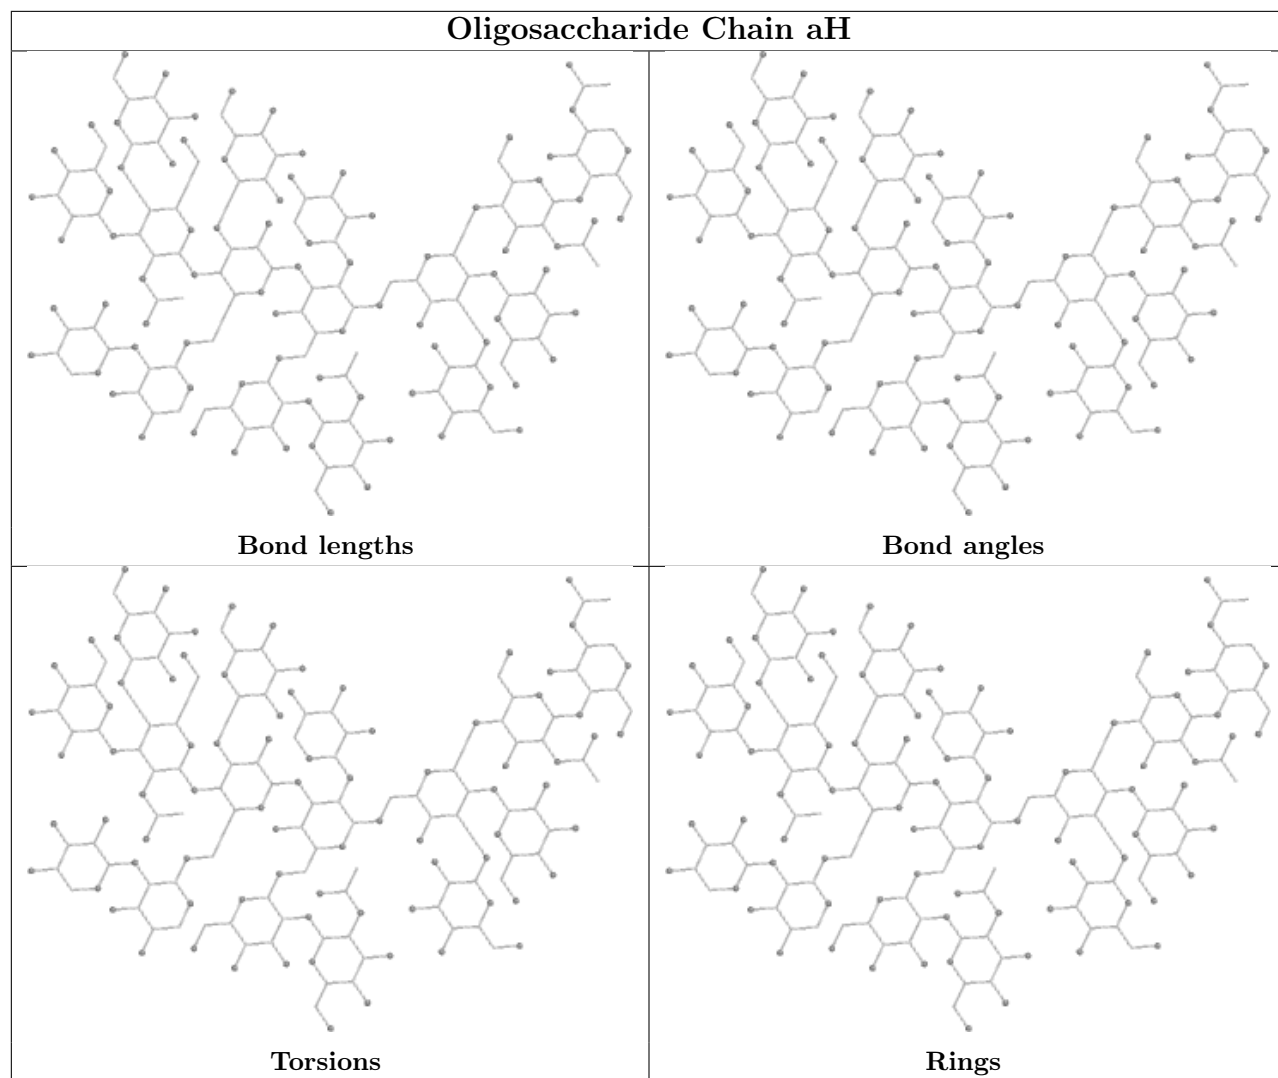 Oligosaccharide Chain aH
Bond lengths
Bond angles
Torsions
Rings